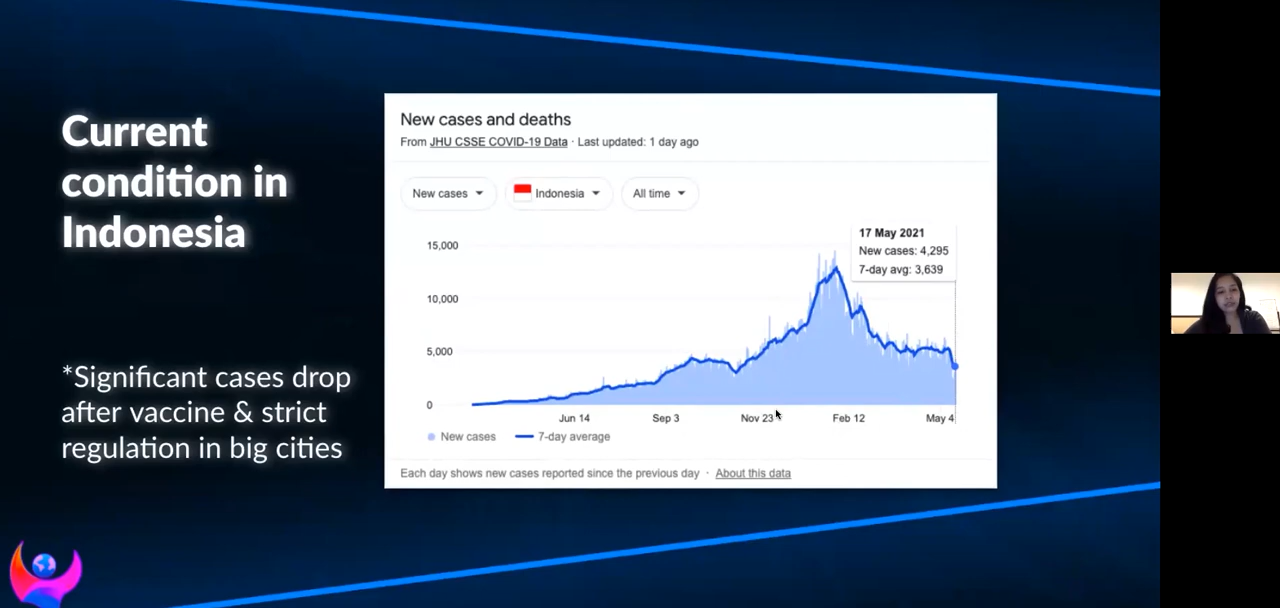 Current
condition in
Indonesia
*Significant cases drop
after vaccine & strict
regulation in big cities
New cases and deaths
From JHU CSSE COVID-19 Data · Last updated: 1 day ago
New cases
Indonesia
All time
17 May 2021
New cases: 4,295
7-day avg: 3,639
15,000
10,000
5,000
0
Jun 14
Sep 3
Nov 23
Feb 12
May 4
New cases
7-day average
Each day shows new cases reported since the previous day · About this data